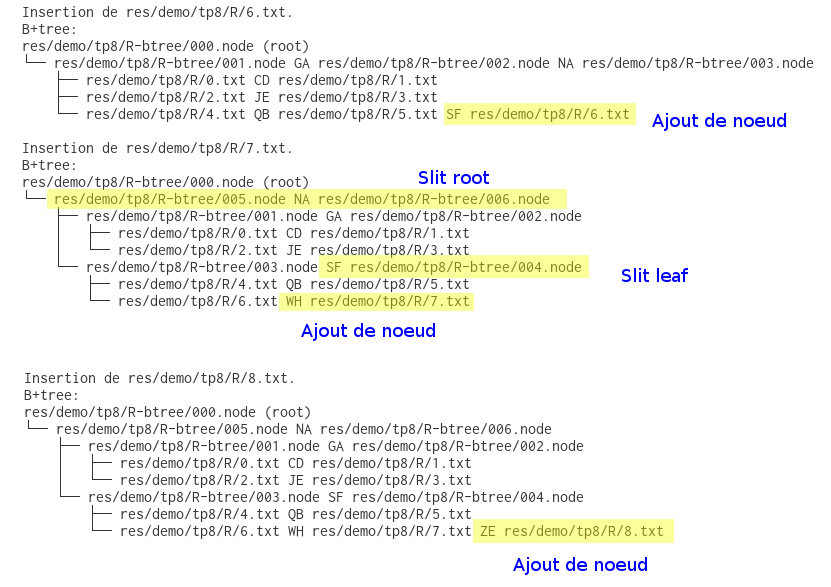 Insertion de res/demo/tp8/R/6.txt.
B+tree:
res/demo/tp8/R-btree/000.node (root)
└── res/demo/tp8/R-btree/001.node GA res/demo/tp8/R-btree/002.node NA res/demo/tp8/R-btree/003.node
├── res/demo/tp8/R/0.txt CD res/demo/tp8/R/1.txt
├── res/demo/tp8/R/2.txt JE res/demo/tp8/R/3.txt
└── res/demo/tp8/R/4.txt QB res/demo/tp8/R/5.txt SF res/demo/tp8/R/6.txt
Ajout de noeud
Insertion de res/demo/tp8/R/7.txt.
B+tree:
res/demo/tp8/R-btree/000.node (root)
Slit root
└── res/demo/tp8/R-btree/005.node NA res/demo/tp8/R-btree/006.node
├── res/demo/tp8/R-btree/001.node GA res/demo/tp8/R-btree/002.node
│ ├── res/demo/tp8/R/0.txt CD res/demo/tp8/R/1.txt
│ └── res/demo/tp8/R/2.txt JE res/demo/tp8/R/3.txt
└── res/demo/tp8/R-btree/003.node SF res/demo/tp8/R-btree/004.node
Slit leaf
├── res/demo/tp8/R/4.txt QB res/demo/tp8/R/5.txt
└── res/demo/tp8/R/6.txt WH res/demo/tp8/R/7.txt
Ajout de noeud
Insertion de res/demo/tp8/R/8.txt.
B+tree:
res/demo/tp8/R-btree/000.node (root)
└── res/demo/tp8/R-btree/005.node NA res/demo/tp8/R-btree/006.node
├── res/demo/tp8/R-btree/001.node GA res/demo/tp8/R-btree/002.node
│ ├── res/demo/tp8/R/0.txt CD res/demo/tp8/R/1.txt
│ └── res/demo/tp8/R/2.txt JE res/demo/tp8/R/3.txt
└── res/demo/tp8/R-btree/003.node SF res/demo/tp8/R-btree/004.node
├── res/demo/tp8/R/4.txt QB res/demo/tp8/R/5.txt
└── res/demo/tp8/R/6.txt WH res/demo/tp8/R/7.txt ZE res/demo/tp8/R/8.txt
Ajout de noeud